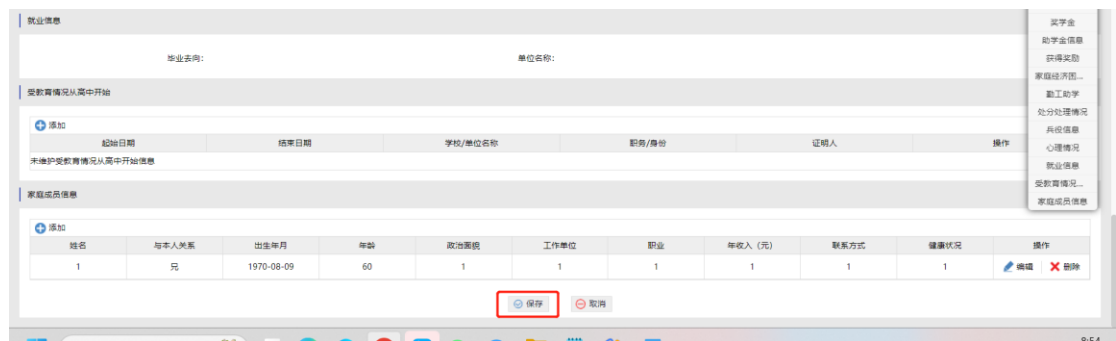 就业信息
毕业去向: 单位名称:
受教育情况从高中开始
添加
起始日期 结束日期 学校/单位名称 职务/身份 证明人 操作
未维护受教育情况从高中开始信息
家庭成员信息
添加
姓名 与本人关系 出生年月 年龄 政治面貌 工作单位 职业 年收入（元） 联系方式 健康状况 操作
1 兄 1970-08-09 60 1 1 1 1 1 1 编辑 删除
保存 取消
奖学金
助学金信息
获得奖励
家庭经济困...
勤工助学
处分处理情况
兵役信息
心理情况
就业信息
受教育情况...
家庭成员信息
8:54